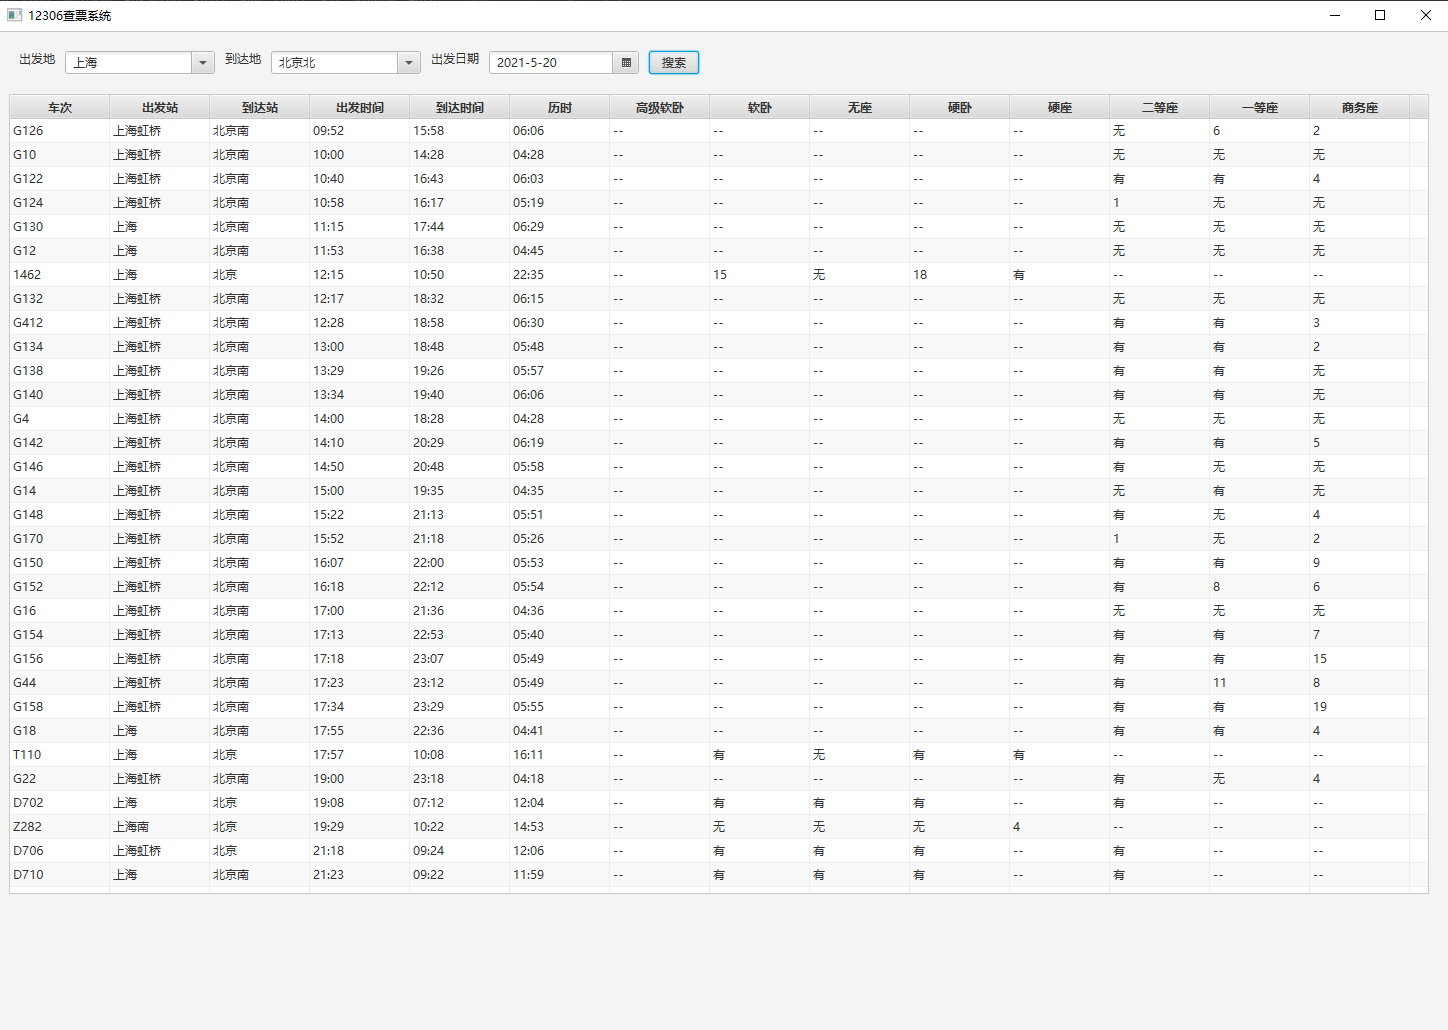 12306查票系统
出发地 上海 到达地 北京北 出发日期 2021-5-20 搜索
车次 出发站 到达站 出发时间 到达时间 历时 高级软卧 软卧 无座 硬卧 硬座 二等座 一等座 商务座
G126 上海虹桥 北京南 09:52 15:58 06:06 -- -- -- -- -- 无 6 2
G10 上海虹桥 北京南 10:00 14:28 04:28 -- -- -- -- -- 无 无 无
G122 上海虹桥 北京南 10:40 16:43 06:03 -- -- -- -- -- 有 有 4
G124 上海虹桥 北京南 10:58 16:17 05:19 -- -- -- -- -- 1 无 无
G130 上海 北京南 11:15 17:44 06:29 -- -- -- -- -- 无 无 无
G12 上海 北京南 11:53 16:38 04:45 -- -- -- -- -- 无 无 无
1462 上海 北京 12:15 10:50 22:35 -- 15 无 18 有 -- -- --
G132 上海虹桥 北京南 12:17 18:32 06:15 -- -- -- -- -- 无 无 无
G412 上海虹桥 北京南 12:28 18:58 06:30 -- -- -- -- -- 有 有 3
G134 上海虹桥 北京南 13:00 18:48 05:48 -- -- -- -- -- 有 有 2
G138 上海虹桥 北京南 13:29 19:26 05:57 -- -- -- -- -- 有 有 无
G140 上海虹桥 北京南 13:34 19:40 06:06 -- -- -- -- -- 有 有 无
G4 上海虹桥 北京南 14:00 18:28 04:28 -- -- -- -- -- 无 无 无
G142 上海虹桥 北京南 14:10 20:29 06:19 -- -- -- -- -- 有 有 5
G146 上海虹桥 北京南 14:50 20:48 05:58 -- -- -- -- -- 有 无 无
G14 上海虹桥 北京南 15:00 19:35 04:35 -- -- -- -- -- 无 有 无
G148 上海虹桥 北京南 15:22 21:13 05:51 -- -- -- -- -- 有 无 4
G170 上海虹桥 北京南 15:52 21:18 05:26 -- -- -- -- -- 1 无 2
G150 上海虹桥 北京南 16:07 22:00 05:53 -- -- -- -- -- 有 有 9
G152 上海虹桥 北京南 16:18 22:12 05:54 -- -- -- -- -- 有 8 6
G16 上海虹桥 北京南 17:00 21:36 04:36 -- -- -- -- -- 无 无 无
G154 上海虹桥 北京南 17:13 22:53 05:40 -- -- -- -- -- 有 有 7
G156 上海虹桥 北京南 17:18 23:07 05:49 -- -- -- -- -- 有 有 15
G44 上海虹桥 北京南 17:23 23:12 05:49 -- -- -- -- -- 有 11 8
G158 上海虹桥 北京南 17:34 23:29 05:55 -- -- -- -- -- 有 有 19
G18 上海 北京南 17:55 22:36 04:41 -- -- -- -- -- 有 有 4
T110 上海 北京 17:57 10:08 16:11 -- 有 无 有 有 -- -- --
G22 上海虹桥 北京南 19:00 23:18 04:18 -- -- -- -- -- 有 无 4
D702 上海 北京 19:08 07:12 12:04 -- 有 有 有 -- 有 -- --
Z282 上海南 北京 19:29 10:22 14:53 -- 无 无 无 4 -- -- --
D706 上海虹桥 北京 21:18 09:24 12:06 -- 有 有 有 -- 有 -- --
D710 上海 北京南 21:23 09:22 11:59 -- 有 有 有 -- 有 -- --